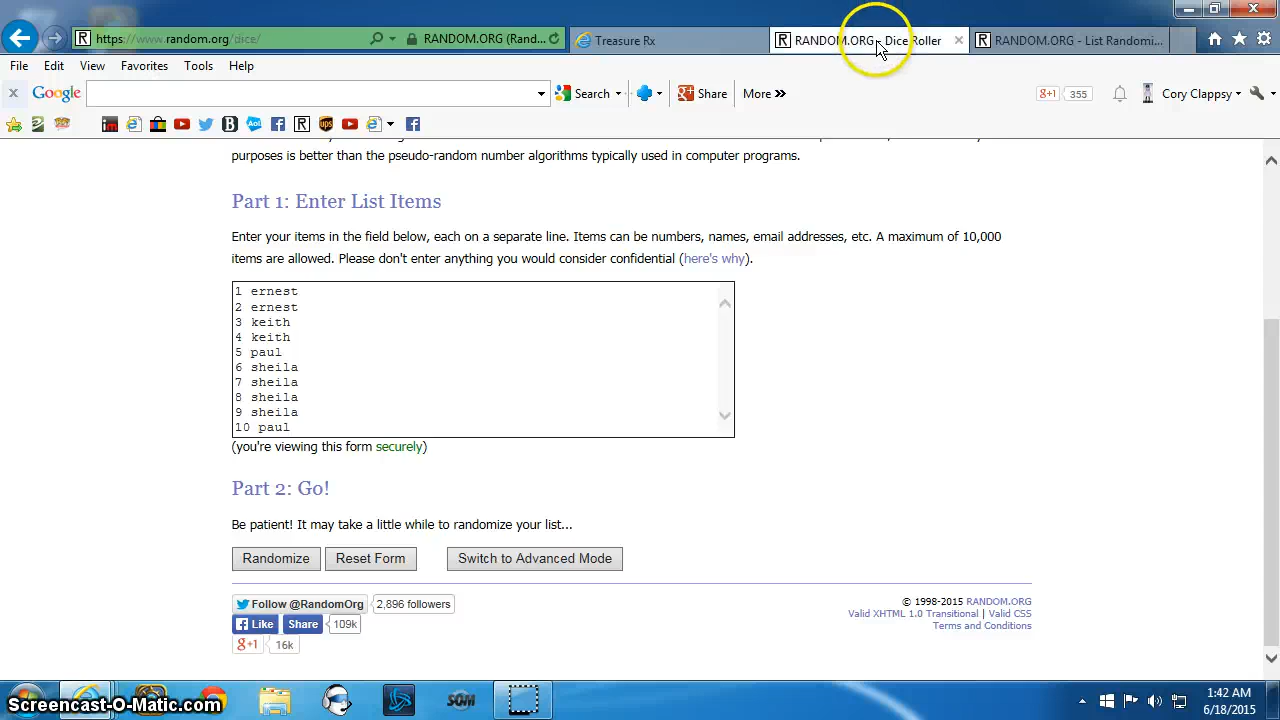 https://www.random.org/dice/
RANDOM.ORG (Rand...
Treasure Rx
RANDOM.ORG - Dice Roller
RANDOM.ORG - List Randomi...
File Edit View Favorites Tools Help
x Google Search Share More »
g+1 355 Cory Clappsy
purposes is better than the pseudo-random number algorithms typically used in computer programs.
Part 1: Enter List Items
Enter your items in the field below, each on a separate line. Items can be numbers, names, email addresses, etc. A maximum of 10,000
items are allowed. Please don't enter anything you would consider confidential (here's why).
1 ernest
2 ernest
3 keith
4 keith
5 paul
6 sheila
7 sheila
8 sheila
9 sheila
10 paul
(you're viewing this form securely)
Part 2: Go!
Be patient! It may take a little while to randomize your list...
Randomize Reset Form Switch to Advanced Mode
Follow @RandomOrg 2,896 followers
Like Share 109k
g+1 16k
© 1998-2015 RANDOM.ORG
Valid XHTML 1.0 Transitional | Valid CSS
Terms and Conditions
Screencast-O-Matic.com
SOM
1:42 AM
6/18/2015